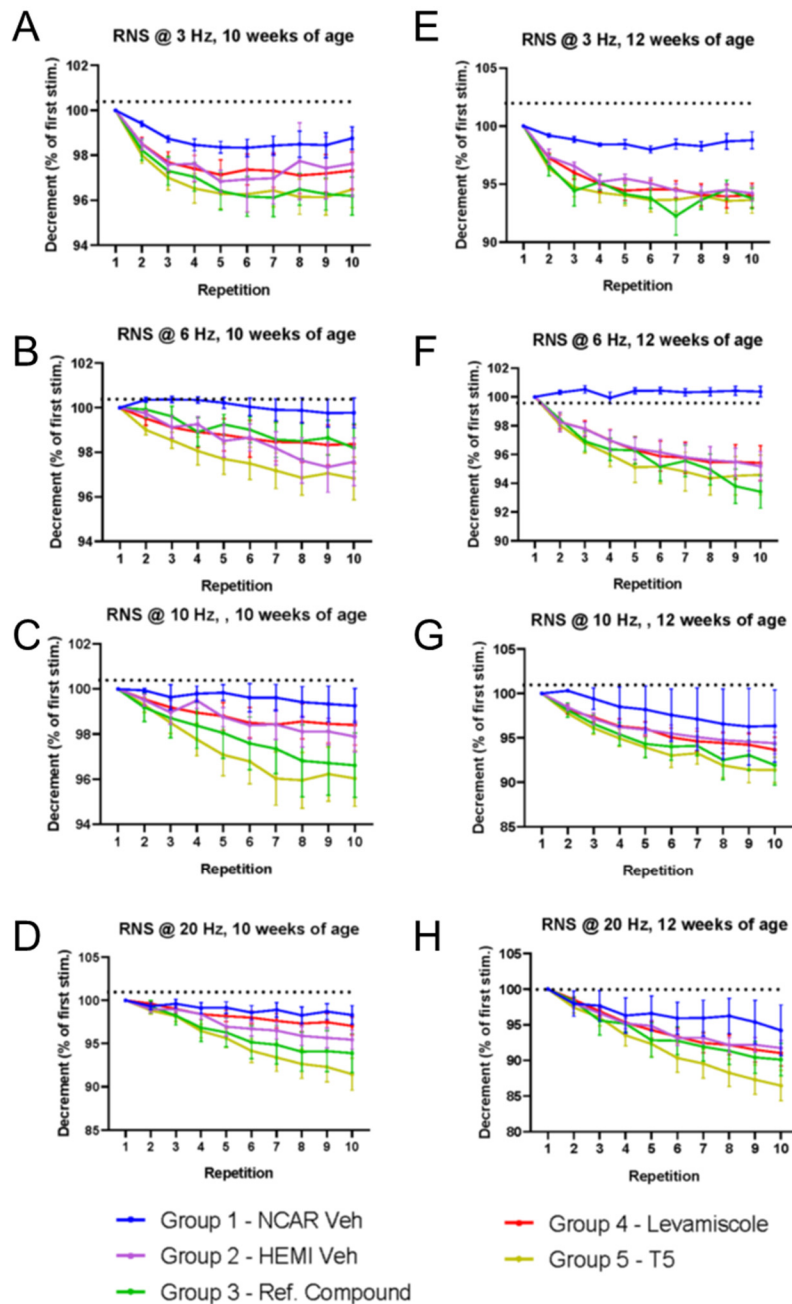 A
RNS @ 3 Hz, 10 weeks of age
Decrement (% of first stim.)
102
100
98
96
94
1 2 3 4 5 6 7 8 9 10
Repetition
B
RNS @ 6 Hz, 10 weeks of age
Decrement (% of first stim.)
102
100
98
96
94
1 2 3 4 5 6 7 8 9 10
Repetition
C
RNS @ 10 Hz, , 10 weeks of age
Decrement (% of first stim.)
102
100
98
96
94
1 2 3 4 5 6 7 8 9 10
Repetition
D
RNS @ 20 Hz, 10 weeks of age
Decrement (% of first stim.)
105
100
95
90
85
1 2 3 4 5 6 7 8 9 10
Repetition
E
RNS @ 3 Hz, 12 weeks of age
Decrement (% of first stim.)
105
100
95
90
1 2 3 4 5 6 7 8 9 10
Repetition
F
RNS @ 6 Hz, 12 weeks of age
Decrement (% of first stim.)
102
100
98
96
94
92
90
1 2 3 4 5 6 7 8 9 10
Repetition
G
RNS @ 10 Hz, , 12 weeks of age
Decrement (% of first stim.)
105
100
95
90
85
1 2 3 4 5 6 7 8 9 10
Repetition
H
RNS @ 20 Hz, 12 weeks of age
Decrement (% of first stim.)
105
100
95
90
85
80
1 2 3 4 5 6 7 8 9 10
Repetition
Group 1 - NCAR Veh
Group 2 - HEMI Veh
Group 3 - Ref. Compound
Group 4 - Levamiscole
Group 5 - T5